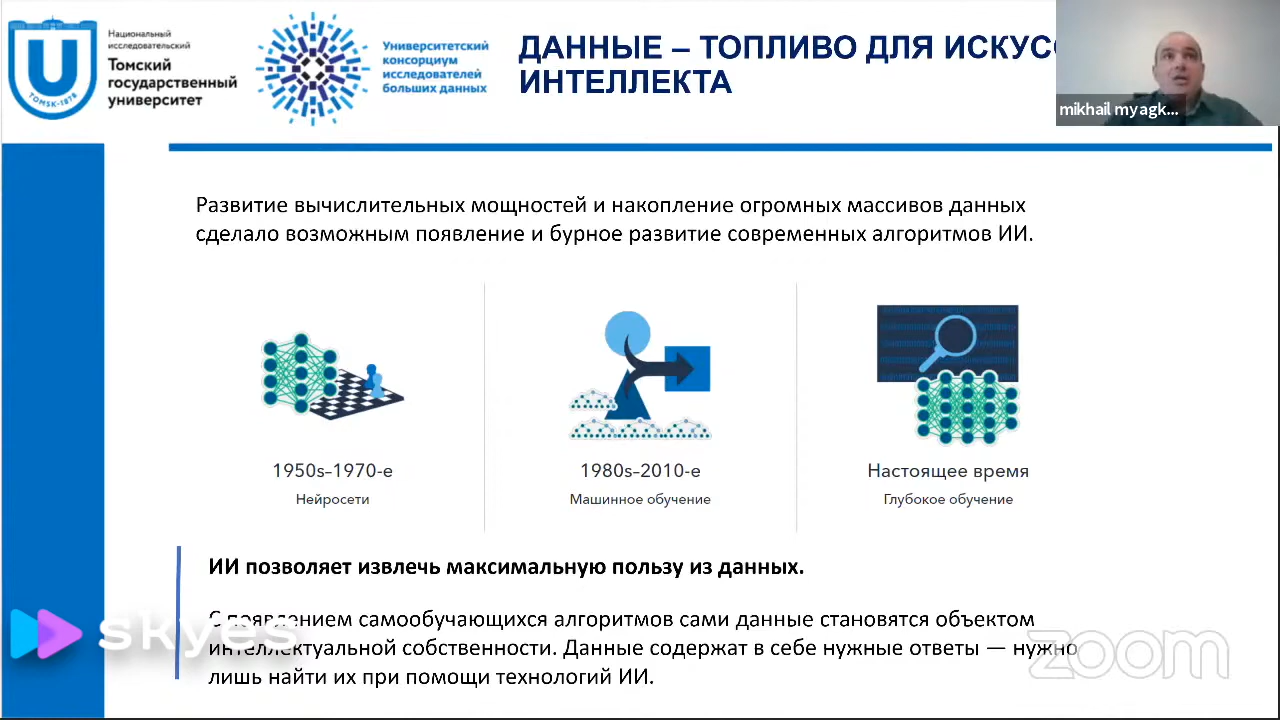 Национальный
исследовательский
Томский
государственный
университет
TOMSK-1878
Университетский
консорциум
исследователей
больших данных
ДАННЫЕ – ТОПЛИВО ДЛЯ
ИНТЕЛЛЕКТА
mikhail myagk...
Развитие вычислительных мощностей и накопление огромных массивов данных
сделало возможным появление и бурное развитие современных алгоритмов ИИ.
1950s–1970-е
Нейросети
1980s–2010-е
Машинное обучение
Настоящее время
Глубокое обучение
ИИ позволяет извлечь максимальную пользу из данных.
С появлением самообучающихся алгоритмов сами данные становятся объектом
интеллектуальной собственности. Данные содержат в себе нужные ответы — нужно
лишь найти их при помощи технологий ИИ.
skyes
zoom